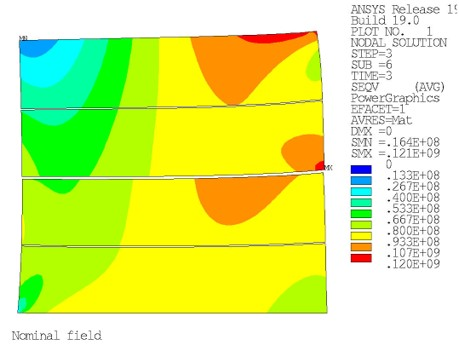 ANSYS Release 19
Build 19.0
PLOT NO. 1
NODAL SOLUTION
STEP=3
SUB =6
TIME=3
SEQV (AVG)
PowerGraphics
EFACET=1
AVRES=Mat
DMX =0
SMN =.164E+08
SMX =.121E+09
0
.133E+08
.267E+08
.400E+08
.533E+08
.667E+08
.800E+08
.933E+08
.107E+09
.120E+09
MN
MX
Nominal field